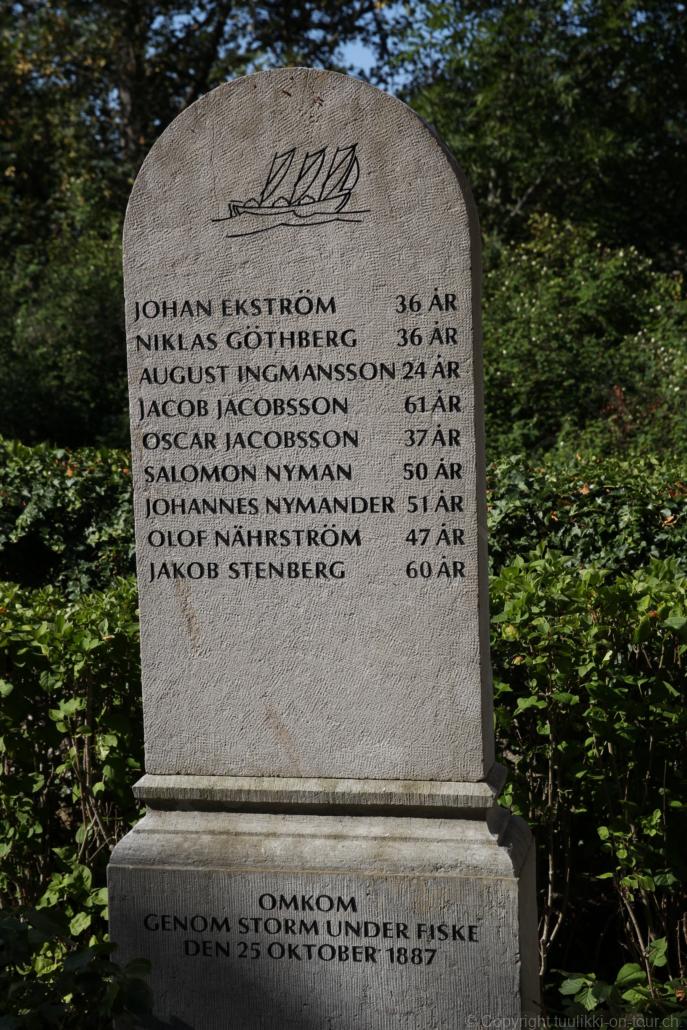 JOHAN EKSTRÖM 36 ÅR
NIKLAS GÖTHBERG 36 ÅR
AUGUST INGMANSSON 24 ÅR
JACOB JACOBSSON 61 ÅR
OSCAR JACOBSSON 37 ÅR
SALOMON NYMAN 50 ÅR
JOHANNES NYMANDER 51 ÅR
OLOF NÄHRSTRÖM 47 ÅR
JAKOB STENBERG 60 ÅR
OMKOM
GENOM STORM UNDER FISKE
DEN 25 OKTOBER 1887
© Copyright tuulikki-on-tour.ch